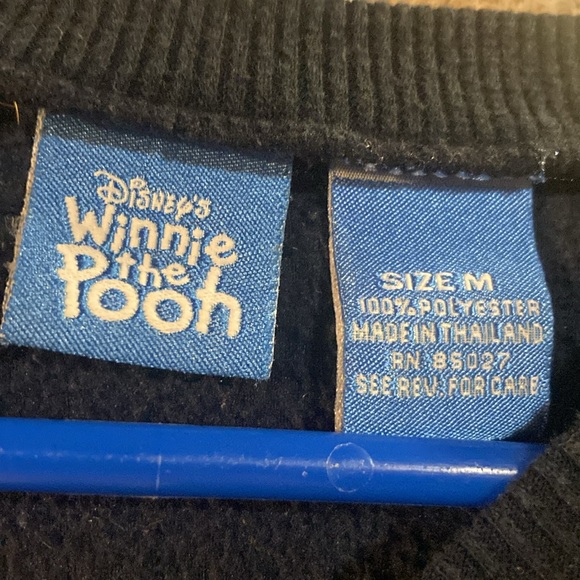 Disney's
Winnie
the
Pooh
SIZE M
100% POLYESTER
MADE IN THAILAND
RN 85027
SEE REV. FOR CARE